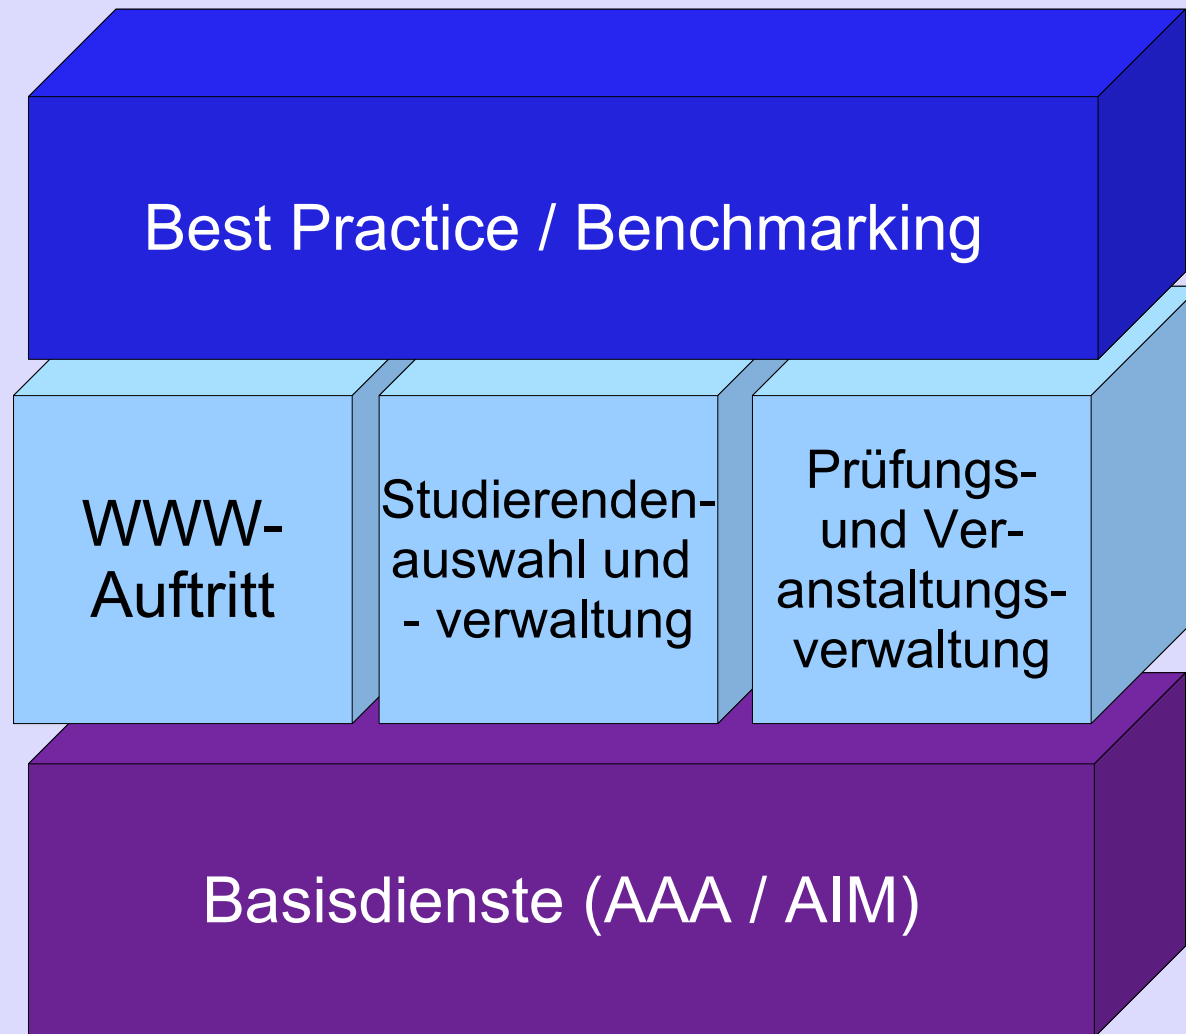 Best Practice / Benchmarking
WWW-
Auftritt
Studierenden-
auswahl und
- verwaltung
Prüfungs-
und Ver-
anstaltungs-
verwaltung
Basisdienste (AAA / AIM)